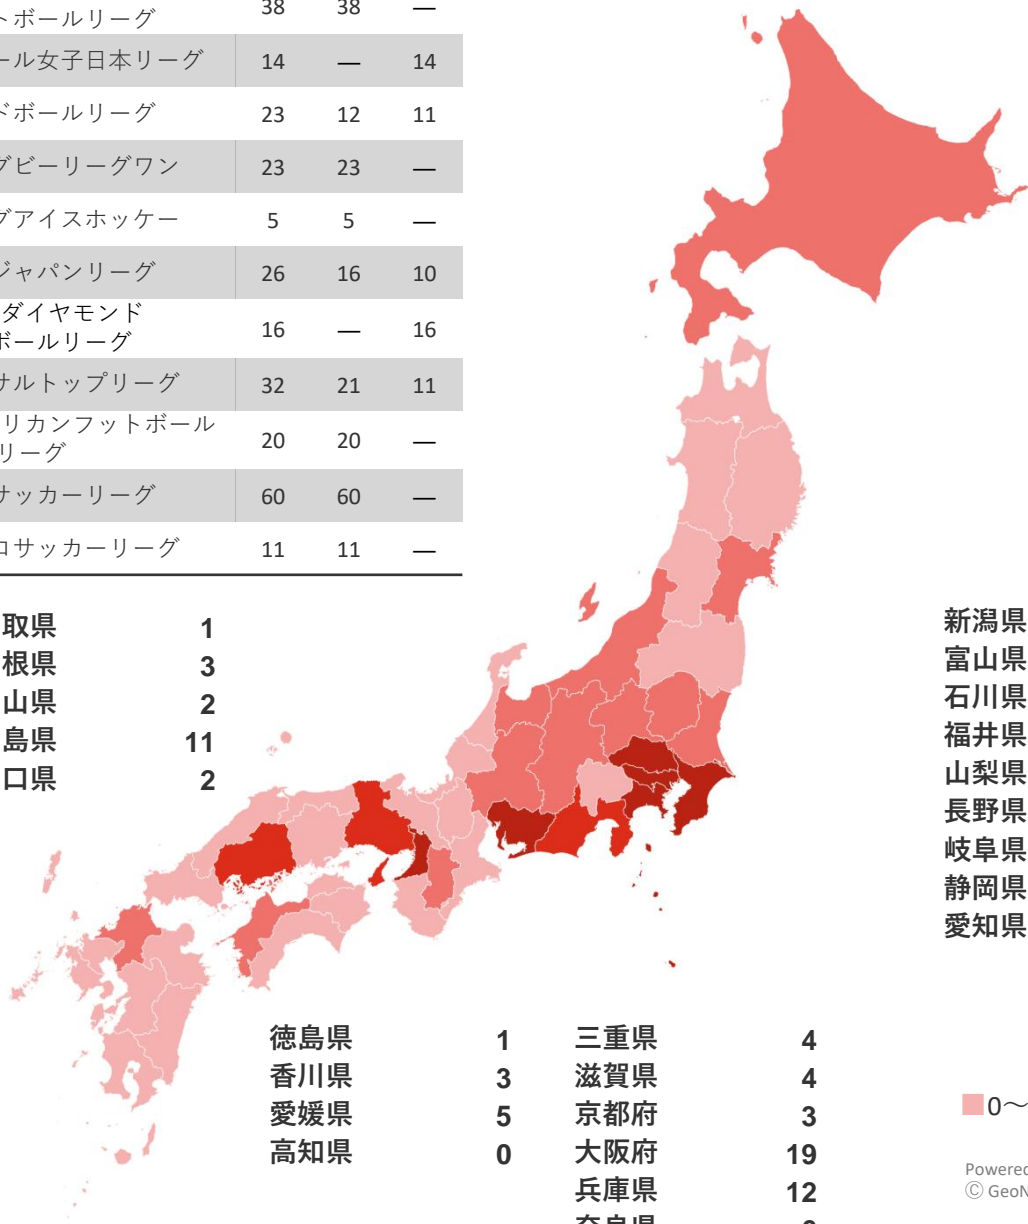 トボールリーグ 38 38 —
ール女子日本リーグ 14 — 14
ドボールリーグ 23 12 11
グビーリーグワン 23 23 —
グアイスホッケー 5 5 —
ジャパンリーグ 26 16 10
ダイヤモンド
ボールリーグ 16 — 16
サルトップリーグ 32 21 11
リカンフットボール
リーグ 20 20 —
サッカーリーグ 60 60 —
ロサッカーリーグ 11 11 —
取県 1
根県 3
山県 2
島県 11
口県 2
新潟県
富山県
石川県
福井県
山梨県
長野県
岐阜県
静岡県
愛知県
徳島県 1
香川県 3
愛媛県 5
高知県 0
三重県 4
滋賀県 4
京都府 3
大阪府 19
兵庫県 12
0～
Powered
© GeoN